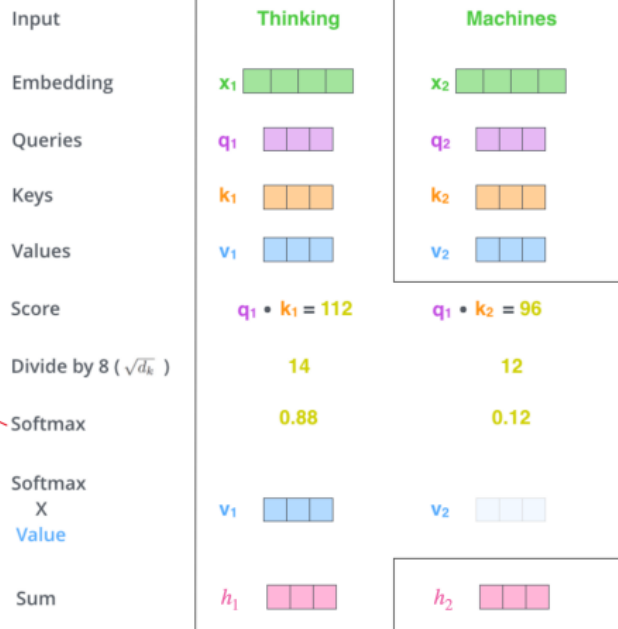 Input Thinking Machines
Embedding x₁ x₂
Queries q₁ q₂
Keys k₁ k₂
Values v₁ v₂
Score q₁ • k₁ = 112 q₁ • k₂ = 96
Divide by 8 ( √dₖ ) 14 12
Softmax 0.88 0.12
Softmax
X v₁ v₂
Value
Sum h₁ h₂